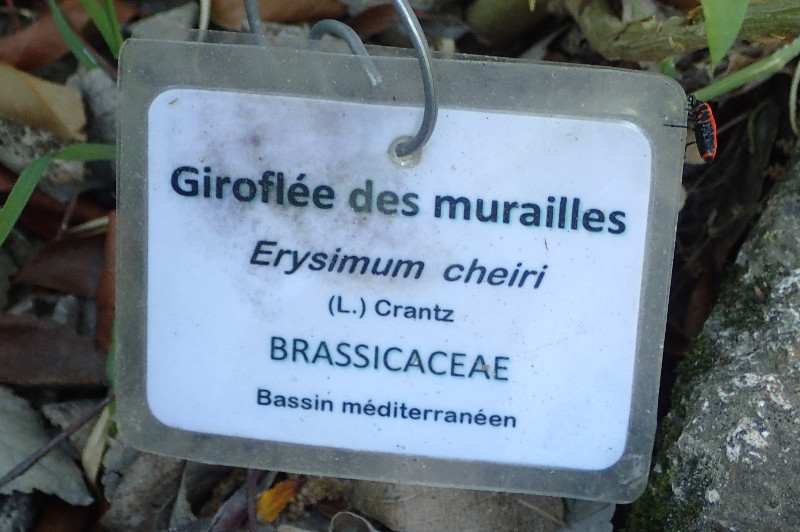 Giroflée des murailles
Erysimum cheiri
(L.) Crantz
BRASSICACEAE
Bassin méditerranéen